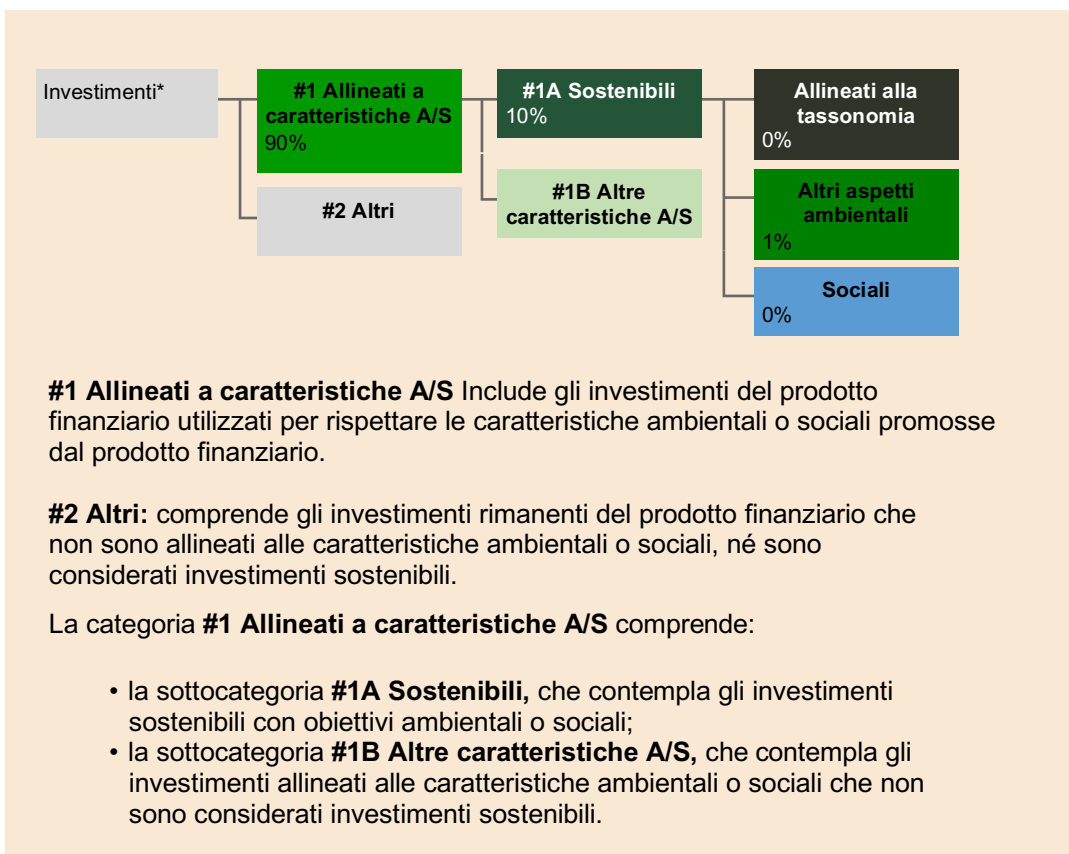 Investimenti*
#1 Allineati a
caratteristiche A/S
90%
#2 Altri
#1A Sostenibili
10%
#1B Altre
caratteristiche A/S
Allineati alla
tassonomia
0%
Altri aspetti
ambientali
1%
Sociali
0%
#1 Allineati a caratteristiche A/S Include gli investimenti del prodotto
finanziario utilizzati per rispettare le caratteristiche ambientali o sociali promosse
dal prodotto finanziario.
#2 Altri: comprende gli investimenti rimanenti del prodotto finanziario che
non sono allineati alle caratteristiche ambientali o sociali, né sono
considerati investimenti sostenibili.
La categoria #1 Allineati a caratteristiche A/S comprende:
• la sottocategoria #1A Sostenibili, che contempla gli investimenti
sostenibili con obiettivi ambientali o sociali;
• la sottocategoria #1B Altre caratteristiche A/S, che contempla gli
investimenti allineati alle caratteristiche ambientali o sociali che non
sono considerati investimenti sostenibili.